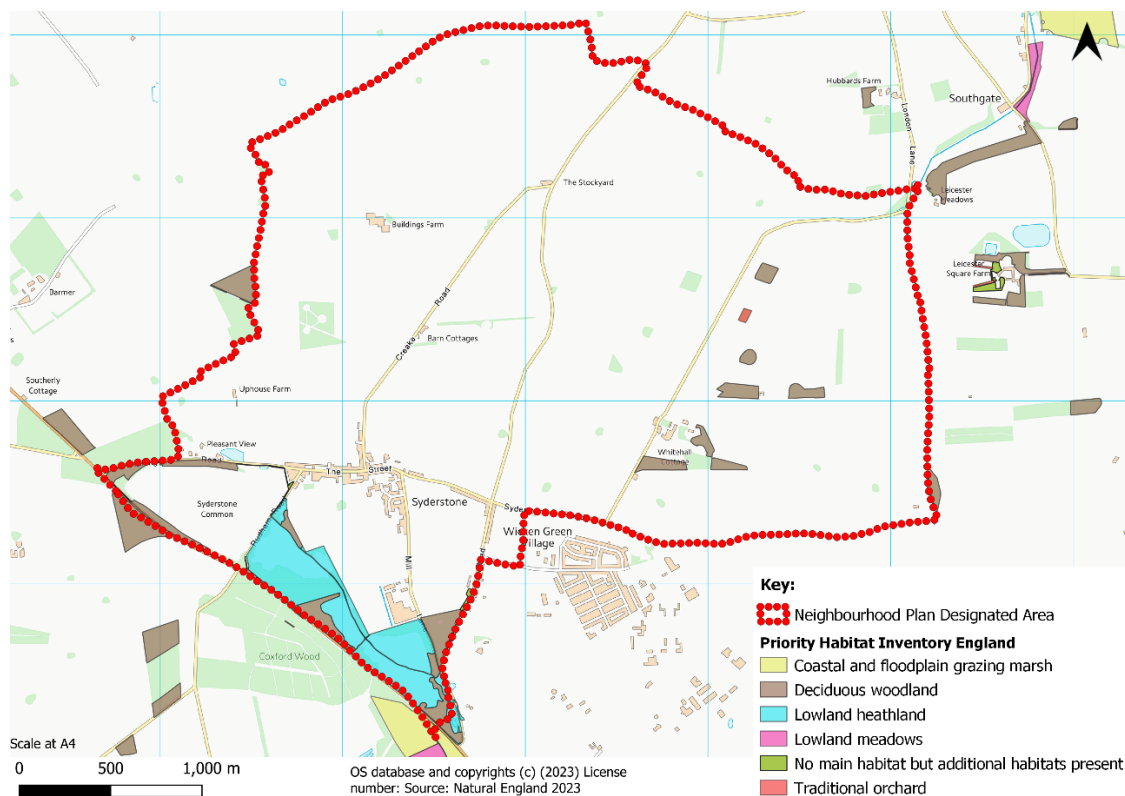 Hubbards Farm
Southgate
London
Lane
The Stockyard
Leicester
Meadows
Buildings Farm
Leicester
Square Farm
Barmer
Road
Creake
Barn Cottages
Southerly
Cottage
Uphouse Farm
Pleasant View
Road
The
Street
Whitehall
Cottage
Syderstone
Common
Syderstone
Wicken Green
Village
Mill
Coxford Wood
Key:
Neighbourhood Plan Designated Area
Priority Habitat Inventory England
Coastal and floodplain grazing marsh
Deciduous woodland
Lowland heathland
Lowland meadows
No main habitat but additional habitats present
Traditional orchard
Scale at A4
0 500 1,000 m
OS database and copyrights (c) (2023) License
number: Source: Natural England 2023